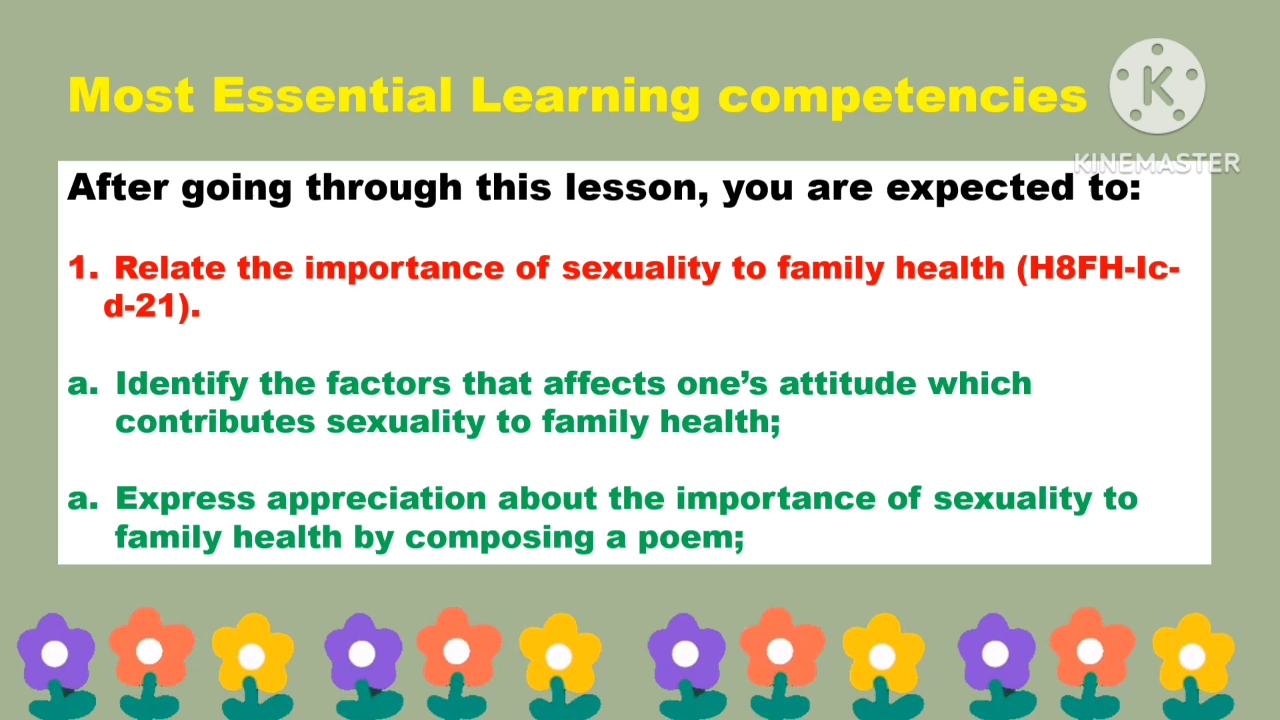 Most Essential Learning competencies
K
KINEMASTER
After going through this lesson, you are expected to:
1. Relate the importance of sexuality to family health (H8FH-Ic-
d-21).
a. Identify the factors that affects one’s attitude which
contributes sexuality to family health;
a. Express appreciation about the importance of sexuality to
family health by composing a poem;